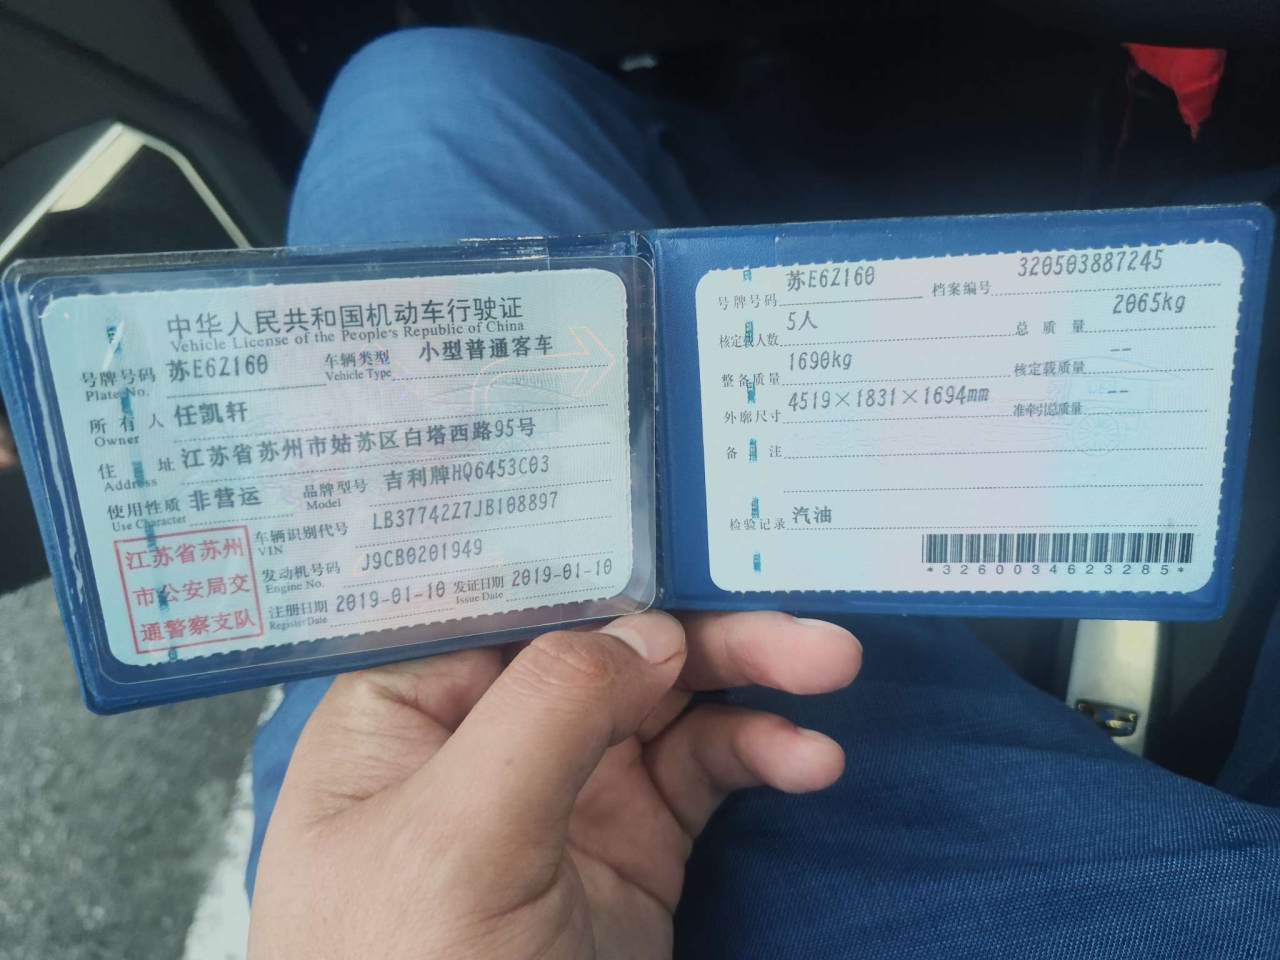 中华人民共和国机动车行驶证
Vehicle License of the People's Republic of China
号牌号码 苏E6Z160 车辆类型 小型普通客车
Plate No. Vehicle Type
所有人 任凯轩
Owner
住址 江苏省苏州市姑苏区白塔西路95号
Address
使用性质 非营运 品牌型号 吉利牌HQ6453C03
Use Character Model
江苏省苏州
市公安局交
通警察支队
车辆识别代号 LB37742Z7JB108897
VIN
发动机号码 J9CB0201949
Engine No.
注册日期 2019-01-10 发证日期 2019-01-10
Register Date Issue Date
号牌号码 苏E6Z160 档案编号 320503887245
核定载人数 5人 总质量 2065kg
整备质量 1690kg 核定载质量 --
外廓尺寸 4519×1831×1694mm 准牵引总质量 --
备注
检验记录 汽油
*3260034623285*